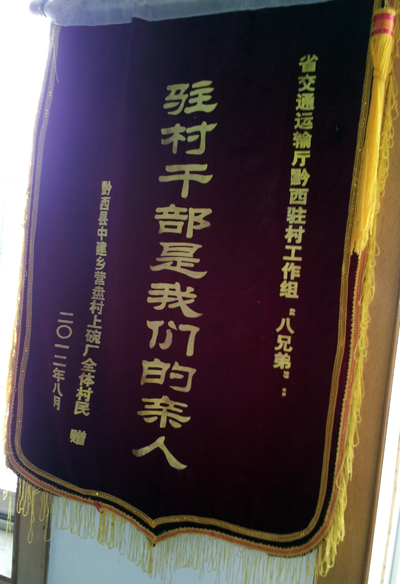 省交通运输厅黔西驻村工作组“八兄弟”：
驻村干部是我们的亲人
黔西县中建乡营盘村上碗厂全体村民 赠
二〇一二年八月